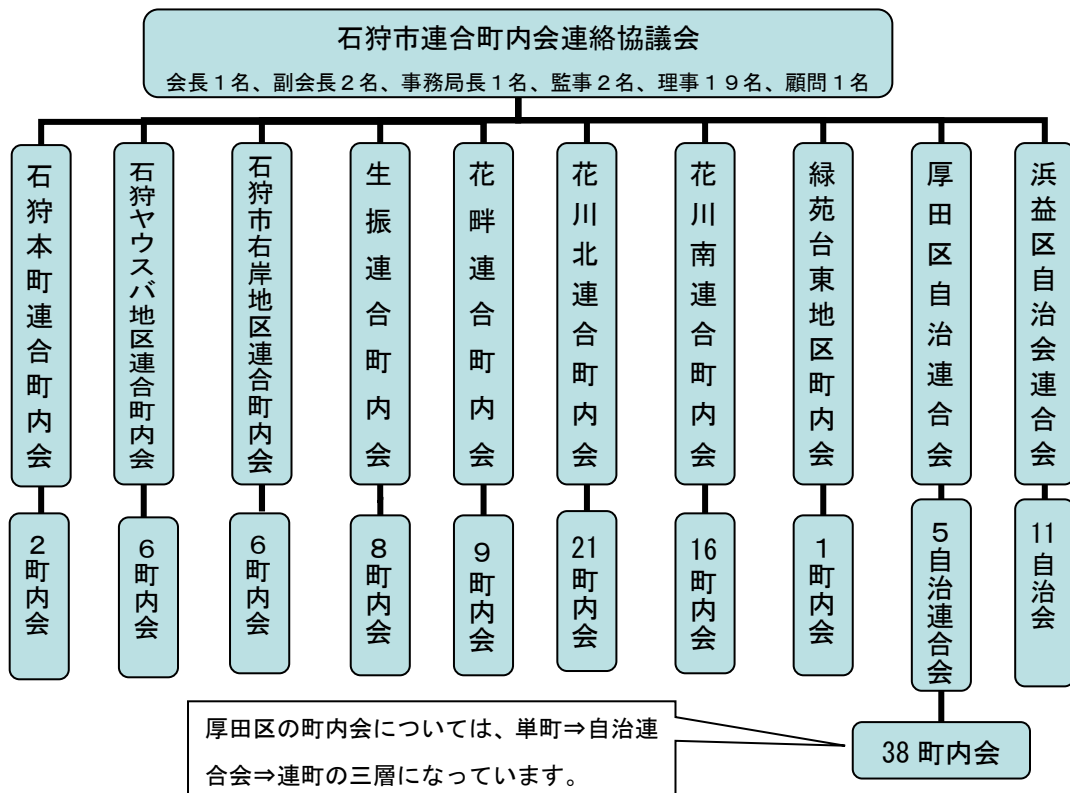 石狩市連合町内会連絡協議会
会長１名、副会長２名、事務局長１名、監事２名、理事１９名、顧問１名
石狩本町連合町内会
石狩ヤウスバ地区連合町内会
石狩市右岸地区連合町内会
生振連合町内会
花畔連合町内会
花川北連合町内会
花川南連合町内会
緑苑台東地区町内会
厚田区自治連合会
浜益区自治会連合会
２町内会
６町内会
６町内会
８町内会
９町内会
21町内会
16町内会
１町内会
５自治連合会
11自治会
厚田区の町内会については、単町⇒自治連
合会⇒連町の三層になっています。
38 町内会